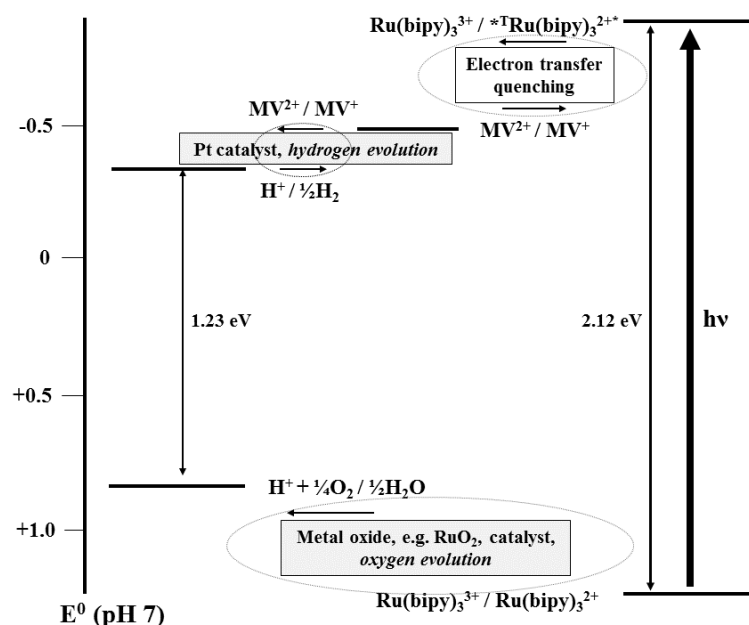 Ru(bipy)₃³⁺ / *ᵀRu(bipy)₃²⁺*
Electron transfer
quenching
MV²⁺ / MV⁺
MV²⁺ / MV⁺
-0.5
Pt catalyst, hydrogen evolution
H⁺ / ½H₂
0
1.23 eV
2.12 eV
hν
+0.5
H⁺ + ¼O₂ / ½H₂O
+1.0
Metal oxide, e.g. RuO₂, catalyst,
oxygen evolution
Ru(bipy)₃³⁺ / Ru(bipy)₃²⁺
E⁰ (pH 7)